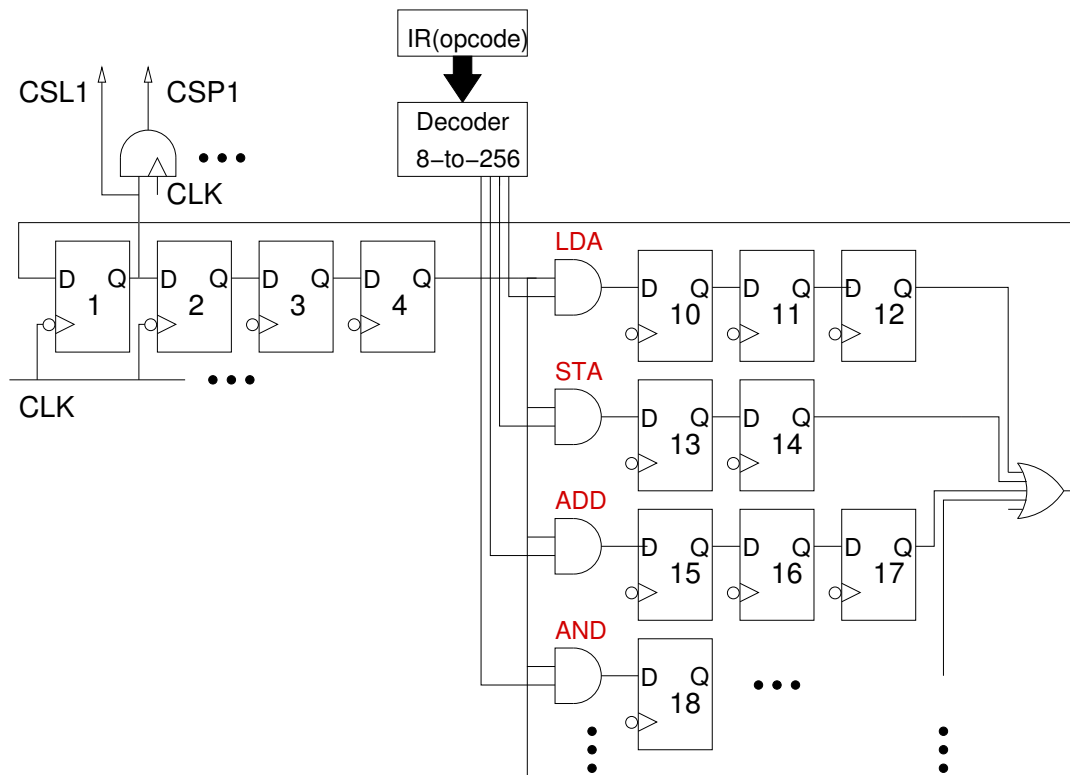 IR(opcode)
CSL1
CSP1
Decoder
8−to−256
CLK
LDA
D Q D Q D Q D Q
1 2 3 4
D Q D Q D Q
10 11 12
CLK
STA
D Q D Q
13 14
ADD
D Q D Q D Q
15 16 17
AND
D Q
18